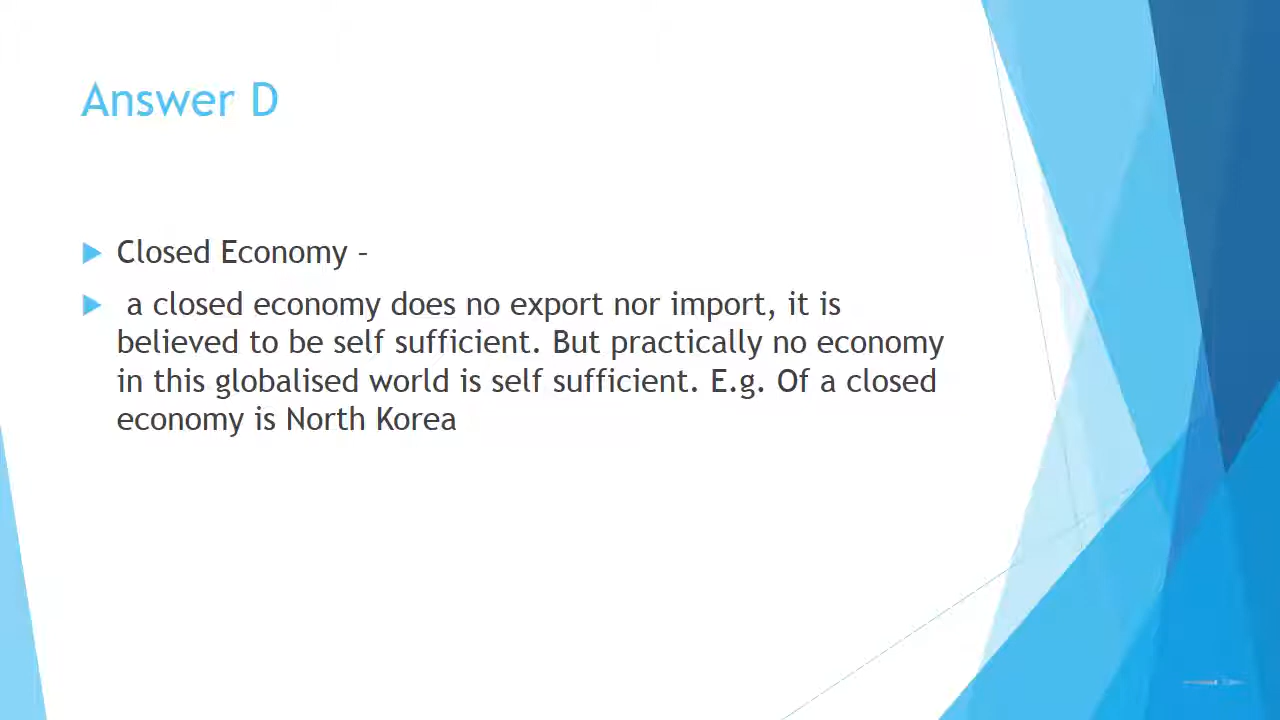 Answer D
Closed Economy –
a closed economy does no export nor import, it is
believed to be self sufficient. But practically no economy
in this globalised world is self sufficient. E.g. Of a closed
economy is North Korea